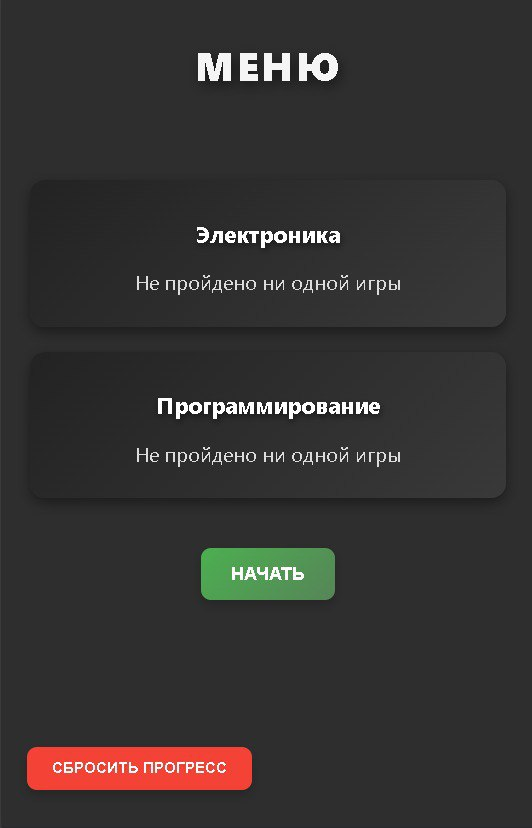 МЕНЮ
Электроника
Не пройдено ни одной игры
Программирование
Не пройдено ни одной игры
НАЧАТЬ
СБРОСИТЬ ПРОГРЕСС